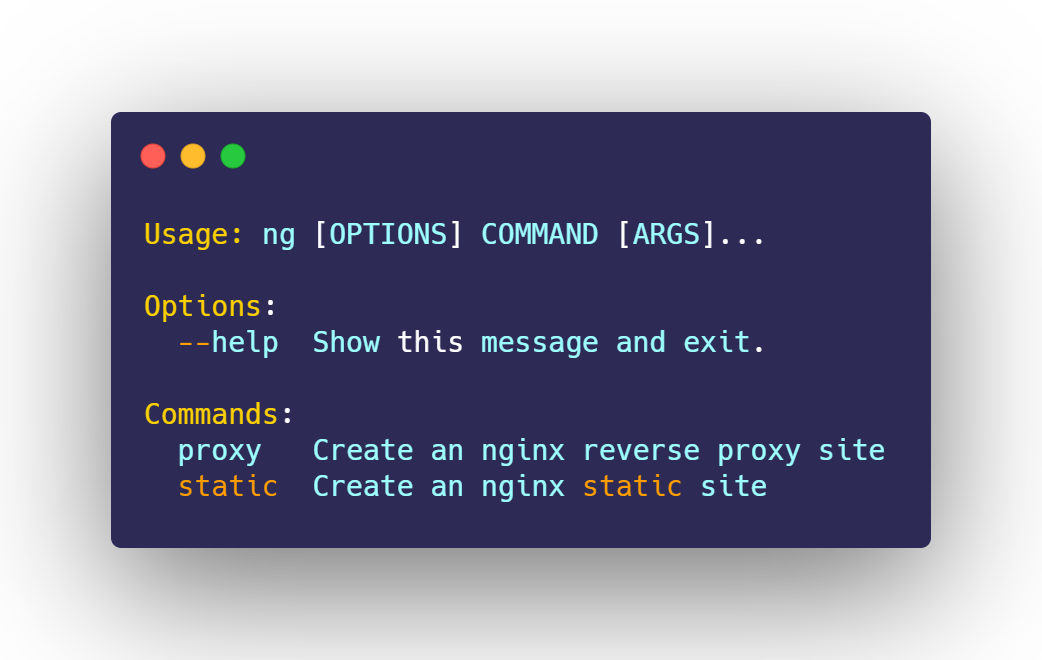 Usage: ng [OPTIONS] COMMAND [ARGS]...
Options:
--help  Show this message and exit.
Commands:
proxy   Create an nginx reverse proxy site
static  Create an nginx static site